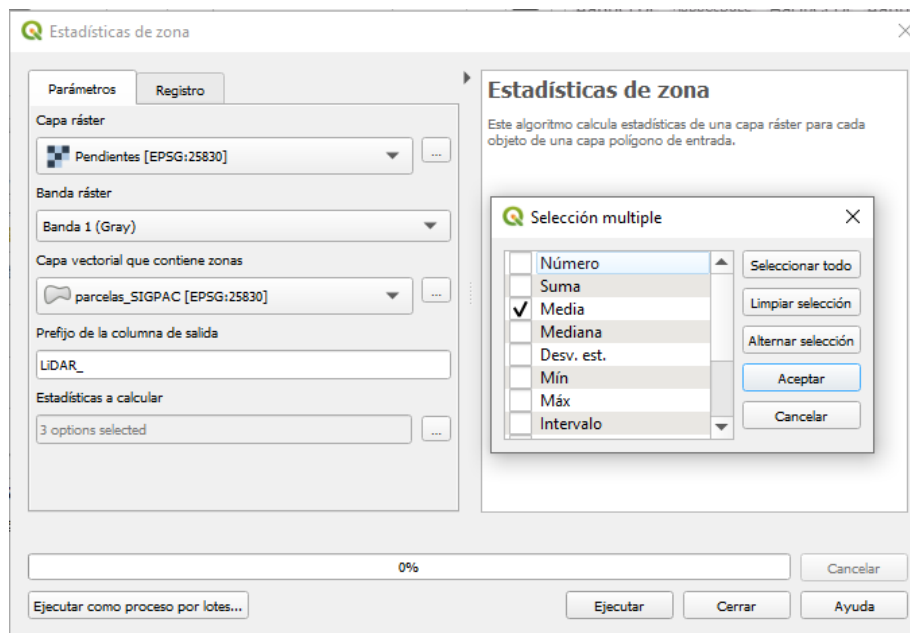 Estadísticas de zona
Parámetros
Registro
Capa ráster
Pendientes [EPSG:25830]
...
Banda ráster
Banda 1 (Gray)
Capa vectorial que contiene zonas
parcelas_SIGPAC [EPSG:25830]
...
Prefijo de la columna de salida
LiDAR_
Estadísticas a calcular
3 options selected
...
Estadísticas de zona
Este algoritmo calcula estadísticas de una capa ráster para cada
objeto de una capa polígono de entrada.
Selección multiple
Número
Suma
Media
Mediana
Desv. est.
Mín
Máx
Intervalo
Seleccionar todo
Limpiar selección
Alternar selección
Aceptar
Cancelar
0%
Cancelar
Ejecutar como proceso por lotes...
Ejecutar
Cerrar
Ayuda